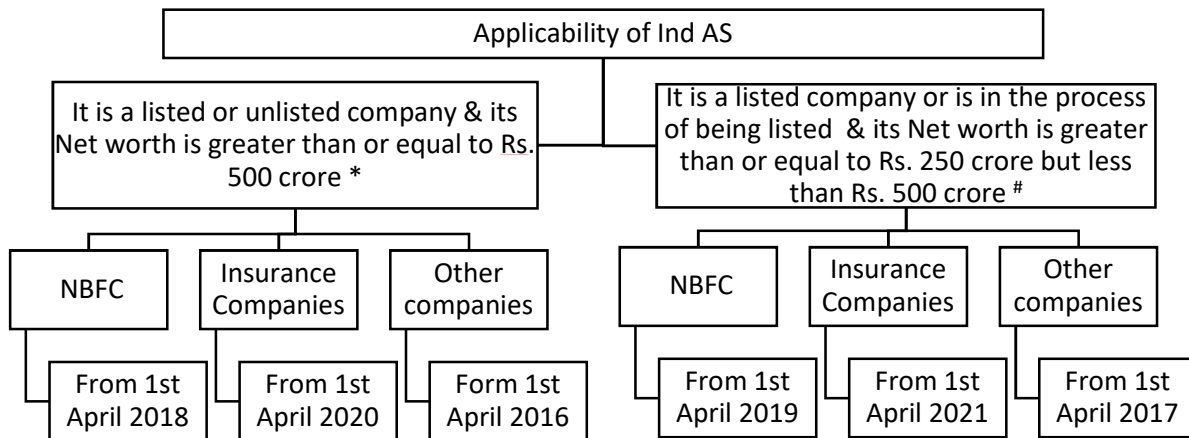 Applicability of Ind AS
It is a listed or unlisted company & its
Net worth is greater than or equal to Rs.
500 crore *
It is a listed company or is in the process
of being listed & its Net worth is greater
than or equal to Rs. 250 crore but less
than Rs. 500 crore #
NBFC
Insurance
Companies
Other
companies
NBFC
Insurance
Companies
Other
companies
From 1st
April 2018
From 1st
April 2020
Form 1st
April 2016
From 1st
April 2019
From 1st
April 2021
From 1st
April 2017